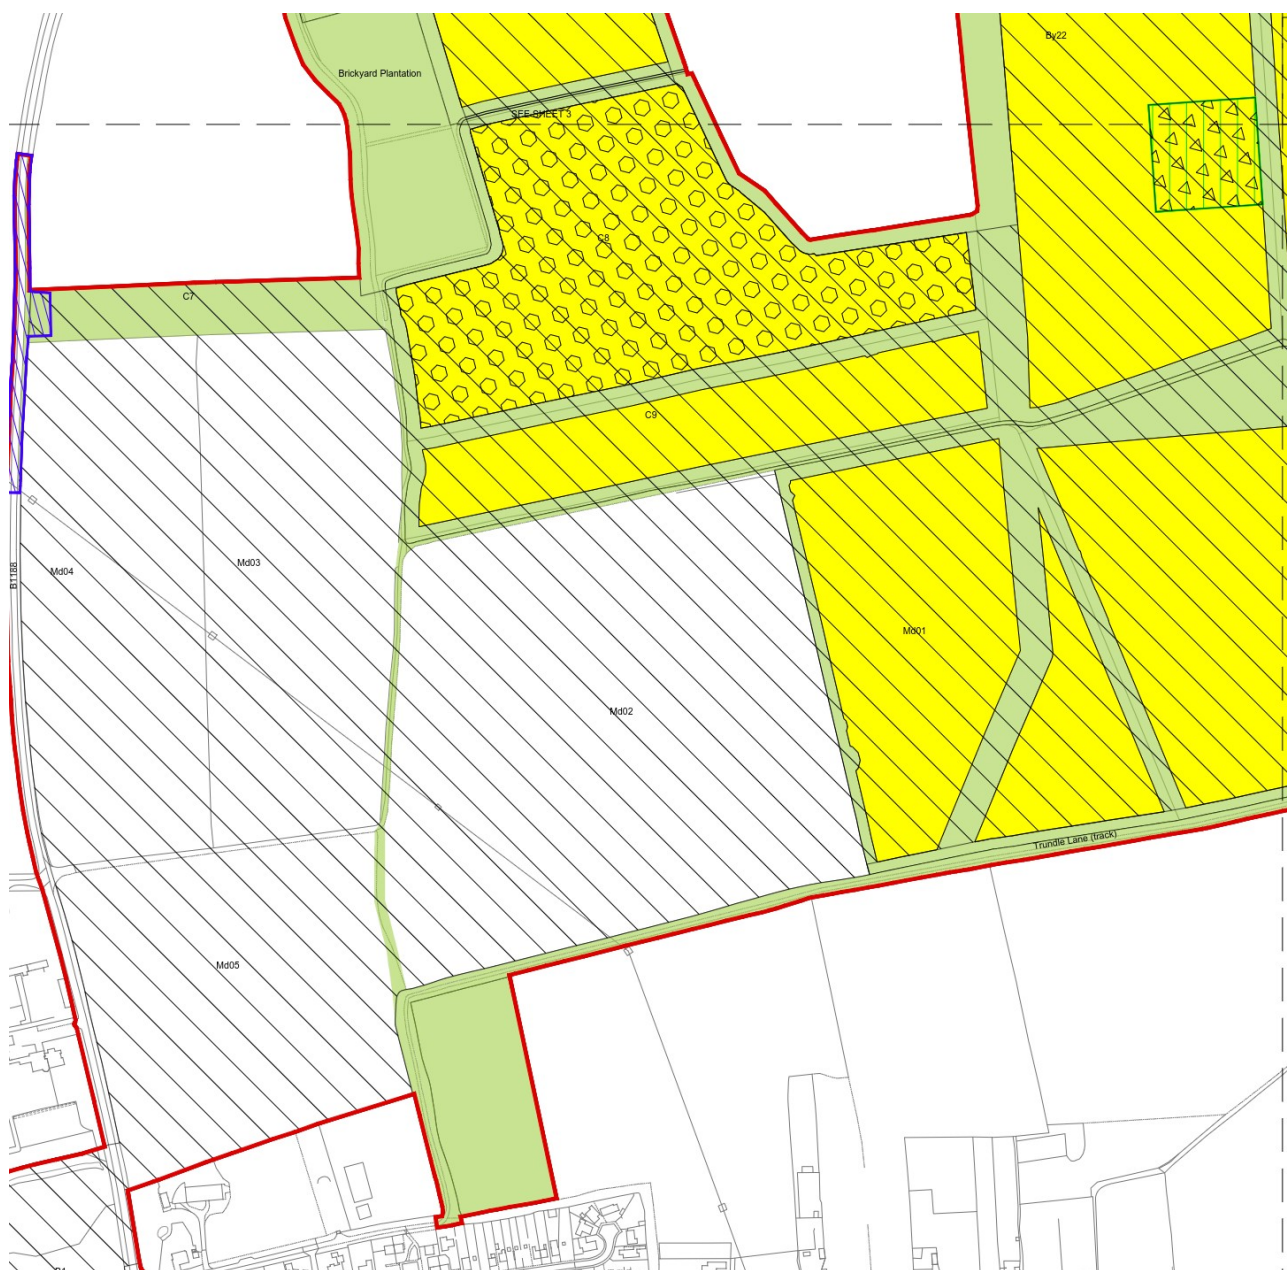 By22
Brickyard Plantation
SEE SHEET 3
C8
C7
C9
B1188
Md04
Md03
Md01
Md02
Trundle Lane (track)
Md05